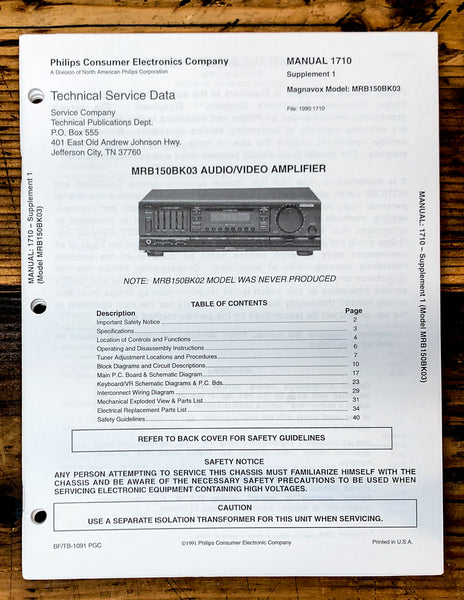 Philips Consumer Electronics Company
A Division of North American Philips Corporation
MANUAL 1710
Supplement 1
Magnavox Model: MRB150BK03
File: 1990:1710
Technical Service Data
Service Company
Technical Publications Dept.
P.O. Box 555
401 East Old Andrew Johnson Hwy.
Jefferson City, TN 37760
MRB150BK03 AUDIO/VIDEO AMPLIFIER
MANUAL: 1710 – Supplement 1
(Model MRB150BK03)
MANUAL: 1710 – Supplement 1 (Model MRB150BK03)
NOTE: MRB150BK02 MODEL WAS NEVER PRODUCED
TABLE OF CONTENTS
Description Page
Important Safety Notice 2
Specifications 3
Location of Controls and Functions 4
Operating and Disassembly Instructions 6
Tuner Adjustment Locations and Procedures 7
Block Diagrams and Circuit Descriptions 10
Main P.C. Board & Schematic Diagram 17
Keyboard/VR Schematic Diagrams & P.C. Bds. 23
Interconnect Wiring Diagram 29
Mechanical Exploded View & Parts List 31
Electrical Replacement Parts List 34
Safety Guidelines 40
REFER TO BACK COVER FOR SAFETY GUIDELINES
SAFETY NOTICE
ANY PERSON ATTEMPTING TO SERVICE THIS CHASSIS MUST FAMILIARIZE HIMSELF WITH THE
CHASSIS AND BE AWARE OF THE NECESSARY SAFETY PRECAUTIONS TO BE USED WHEN
SERVICING ELECTRONIC EQUIPMENT CONTAINING HIGH VOLTAGES.
CAUTION
USE A SEPARATE ISOLATION TRANSFORMER FOR THIS UNIT WHEN SERVICING.
BF/TB-1091 PGC
©1991 Philips Consumer Electronic Company
Printed in U.S.A.